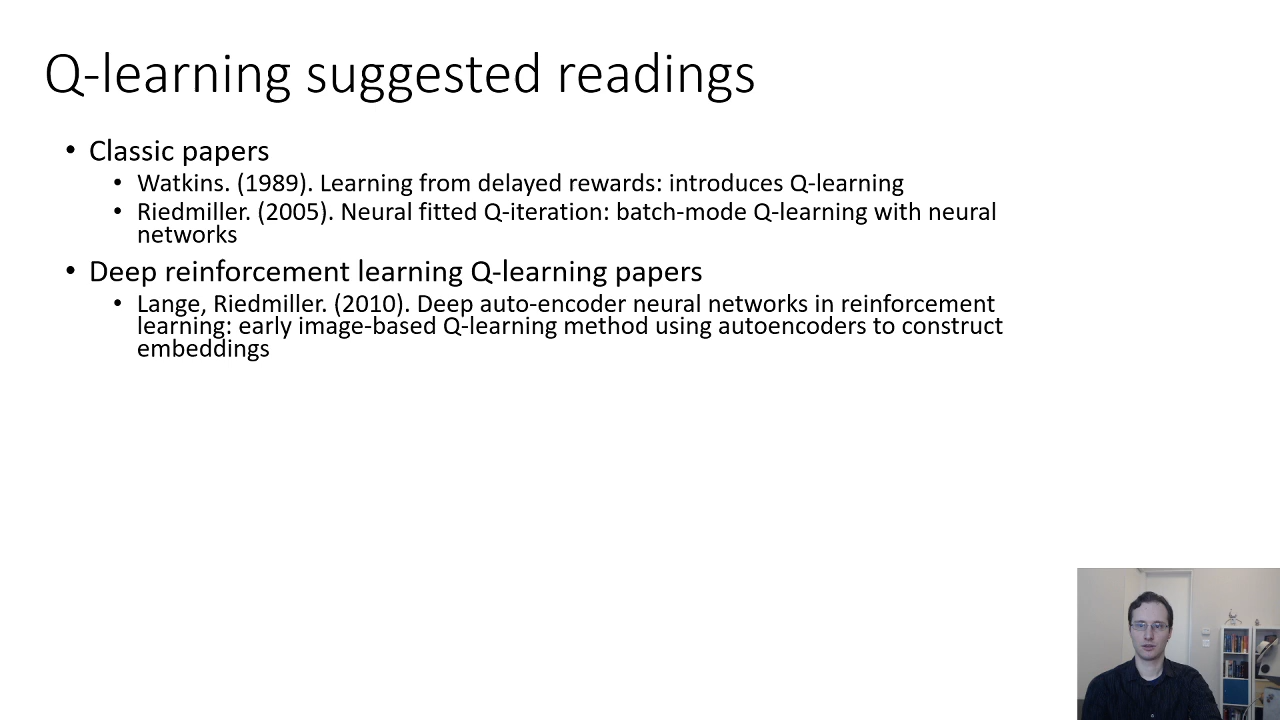 Q-learning suggested readings
• Classic papers
• Watkins. (1989). Learning from delayed rewards: introduces Q-learning
• Riedmiller. (2005). Neural fitted Q-iteration: batch-mode Q-learning with neural
networks
• Deep reinforcement learning Q-learning papers
• Lange, Riedmiller. (2010). Deep auto-encoder neural networks in reinforcement
learning: early image-based Q-learning method using autoencoders to construct
embeddings